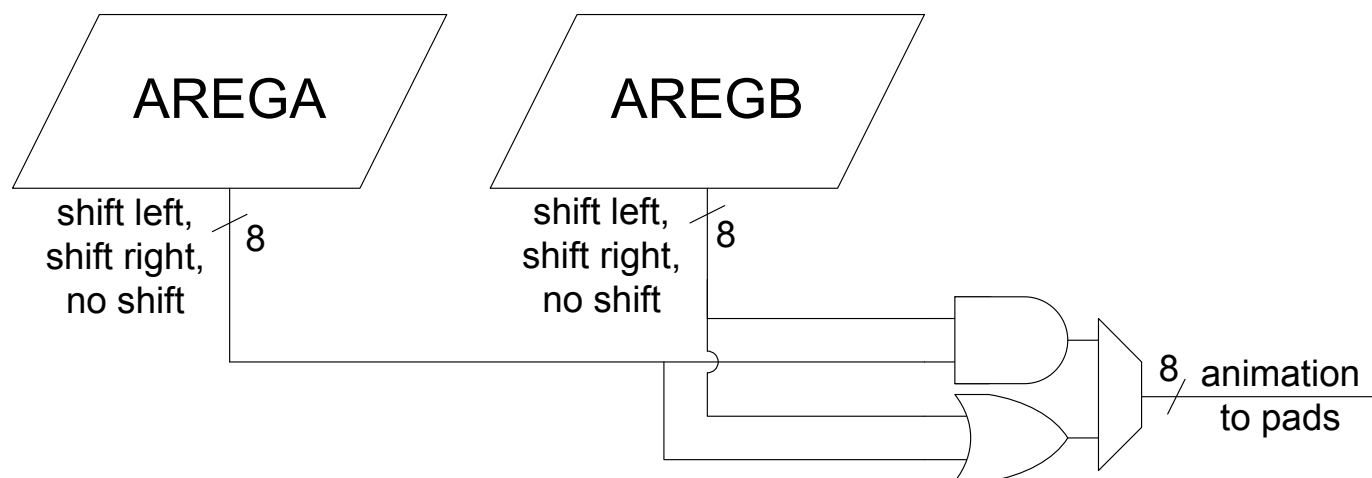 AREGA
AREGB
shift left,
shift right,
no shift
8
shift left,
shift right,
no shift
8
8
animation
to pads